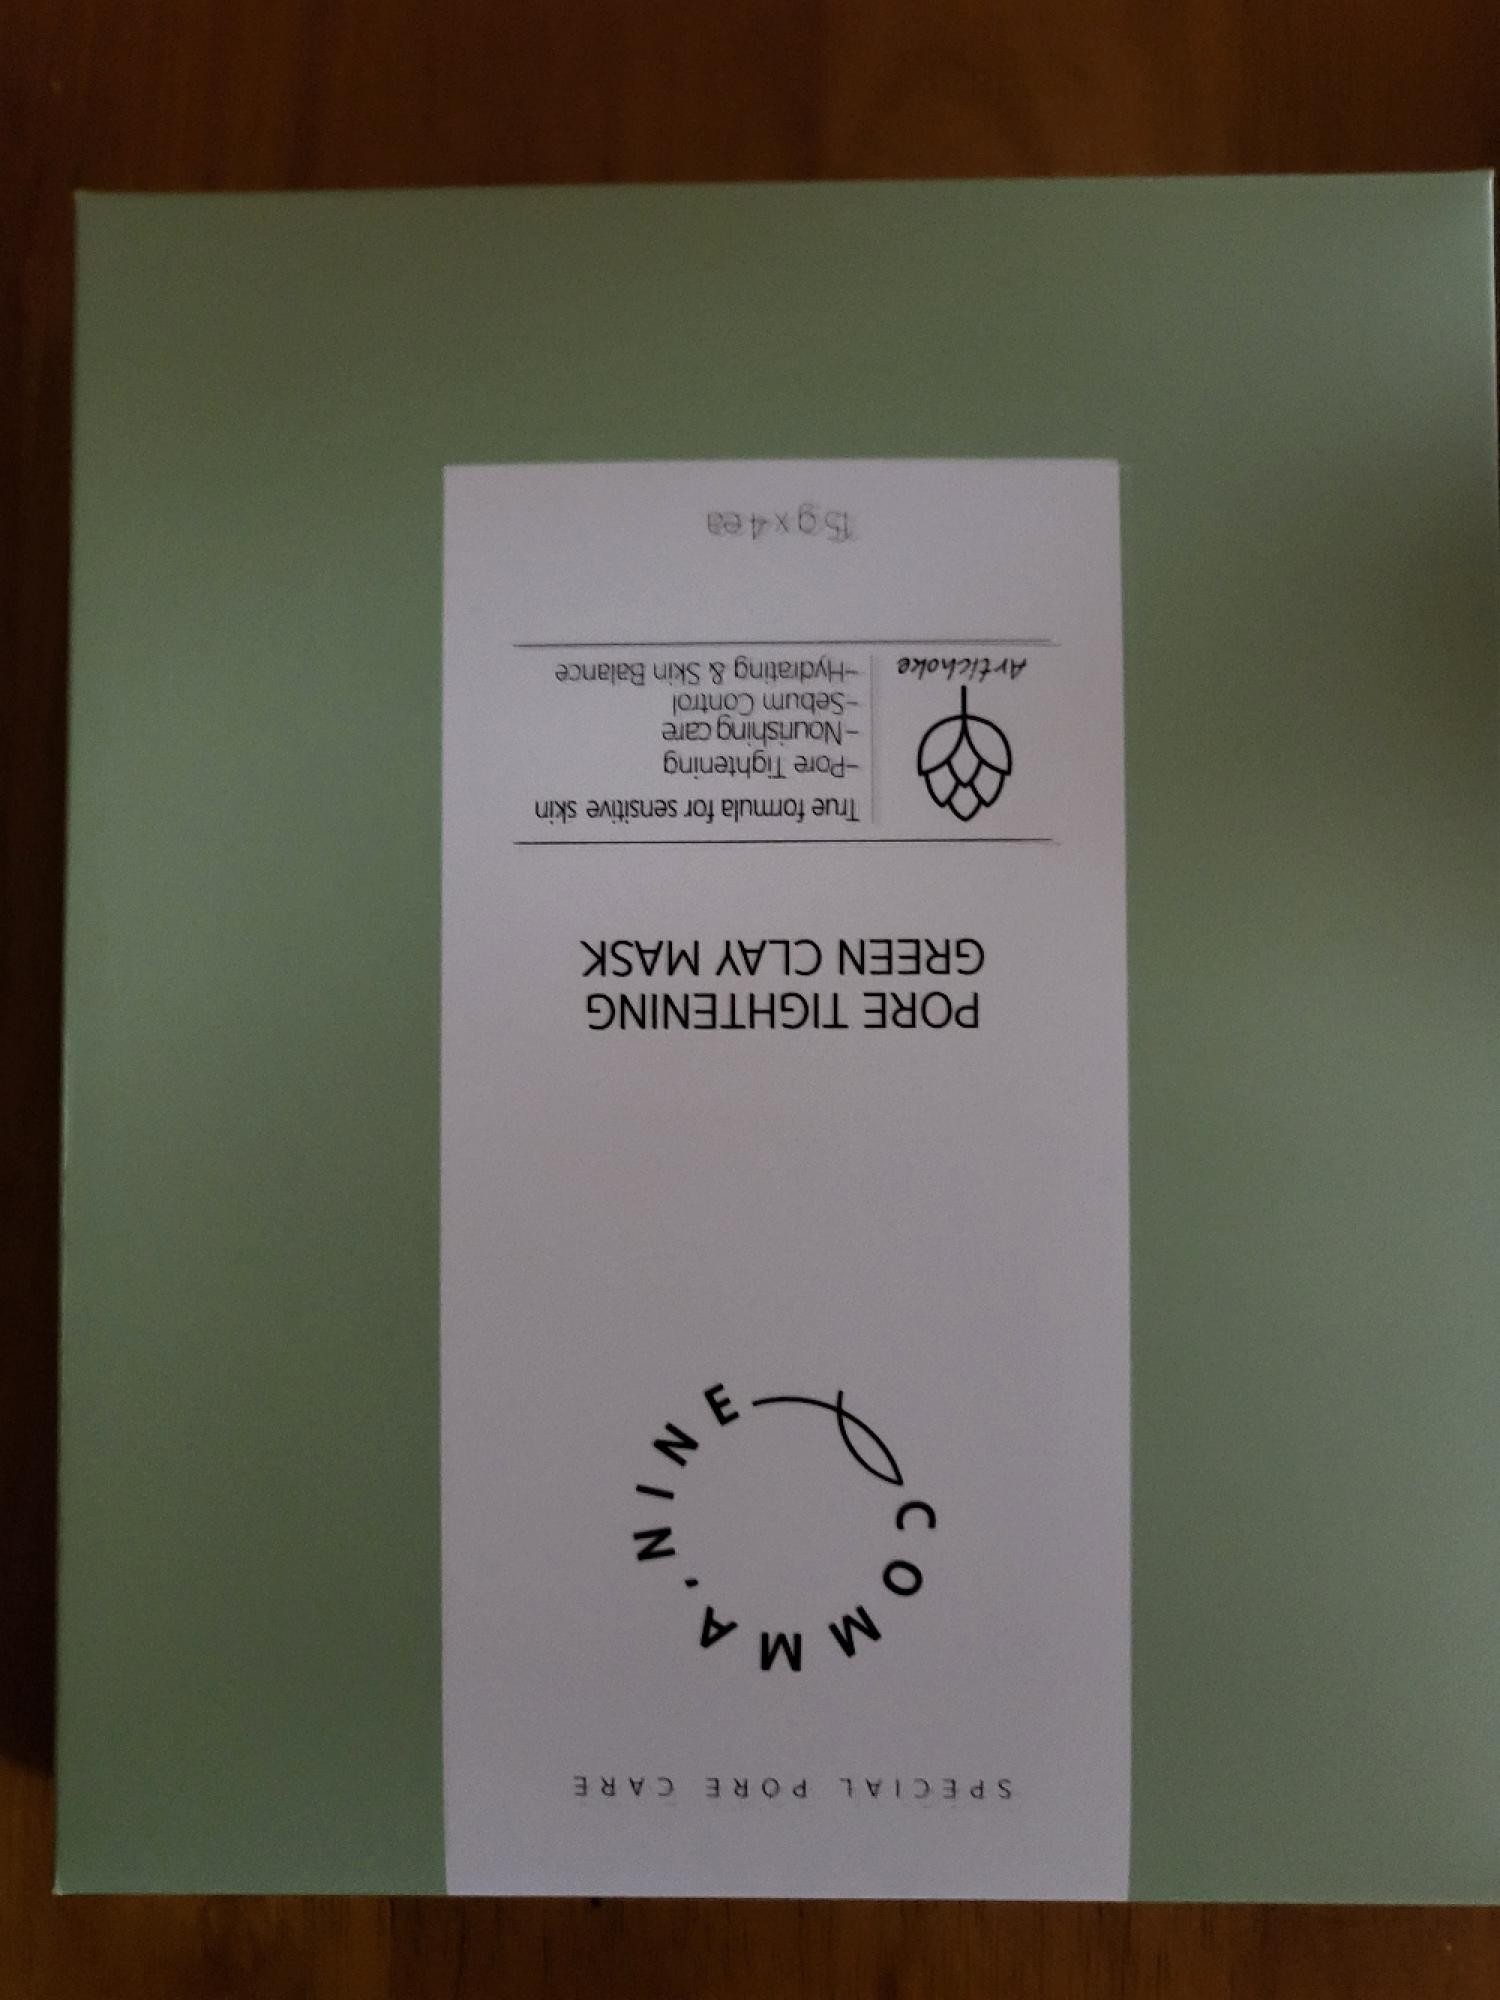 SPECIAL PORE CARE
COMMA'NINE
PORE TIGHTENING
GREEN CLAY MASK
Artichoke
True formula for sensitive skin
-Pore Tightening
-Nourishing care
-Sebum Control
-Hydrating & Skin Balance
15g x 4ea